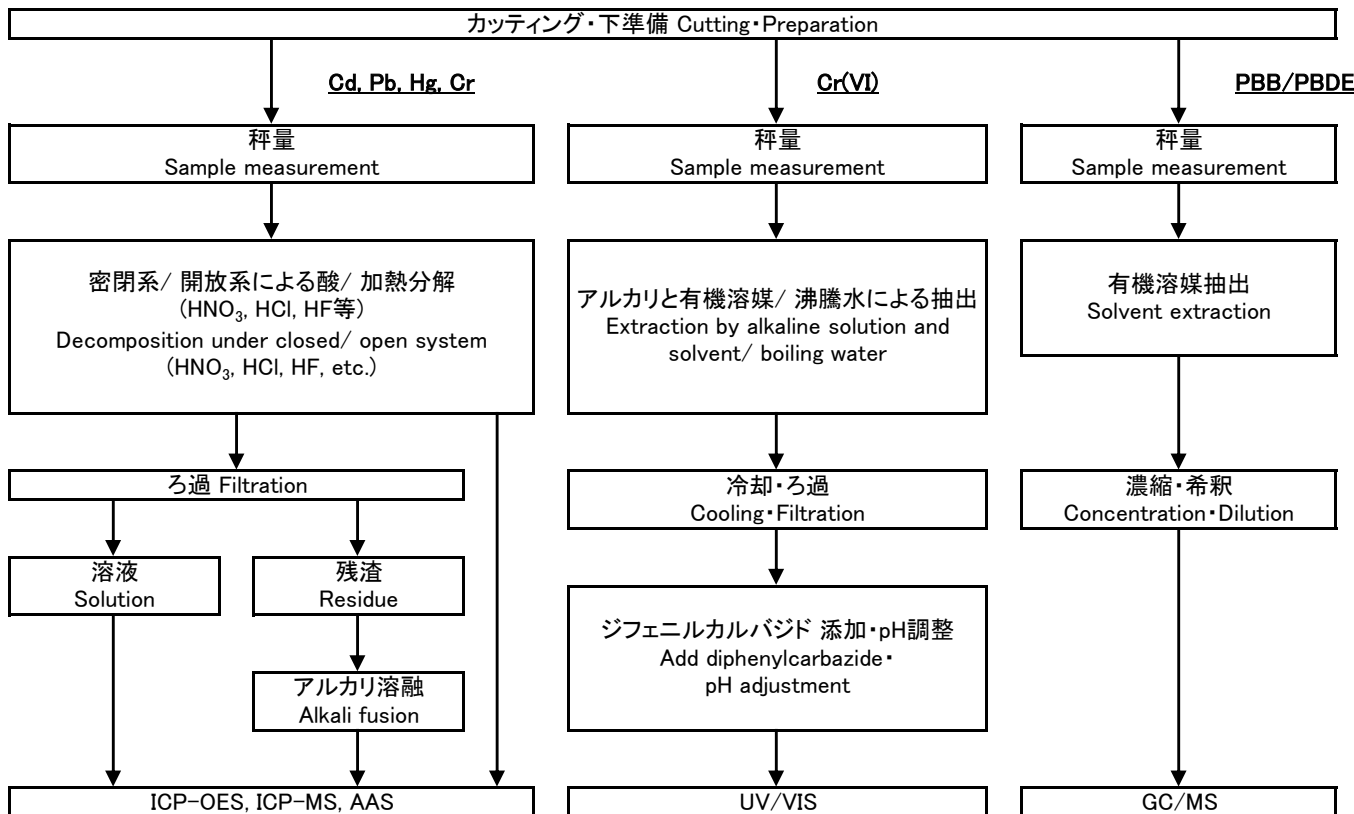 カッティング・下準備 Cutting・Preparation
Cd, Pb, Hg, Cr
Cr(VI)
PBB/PBDE
秤量
Sample measurement
秤量
Sample measurement
秤量
Sample measurement
密閉系/ 開放系による酸/ 加熱分解
(HNO₃, HCl, HF等)
Decomposition under closed/ open system
(HNO₃, HCl, HF, etc.)
アルカリと有機溶媒/ 沸騰水による抽出
Extraction by alkaline solution and
solvent/ boiling water
有機溶媒抽出
Solvent extraction
ろ過 Filtration
冷却・ろ過
Cooling・Filtration
濃縮・希釈
Concentration・Dilution
溶液
Solution
残渣
Residue
ジフェニルカルバジド 添加・pH調整
Add diphenylcarbazide・
pH adjustment
アルカリ溶融
Alkali fusion
ICP-OES, ICP-MS, AAS
UV/VIS
GC/MS